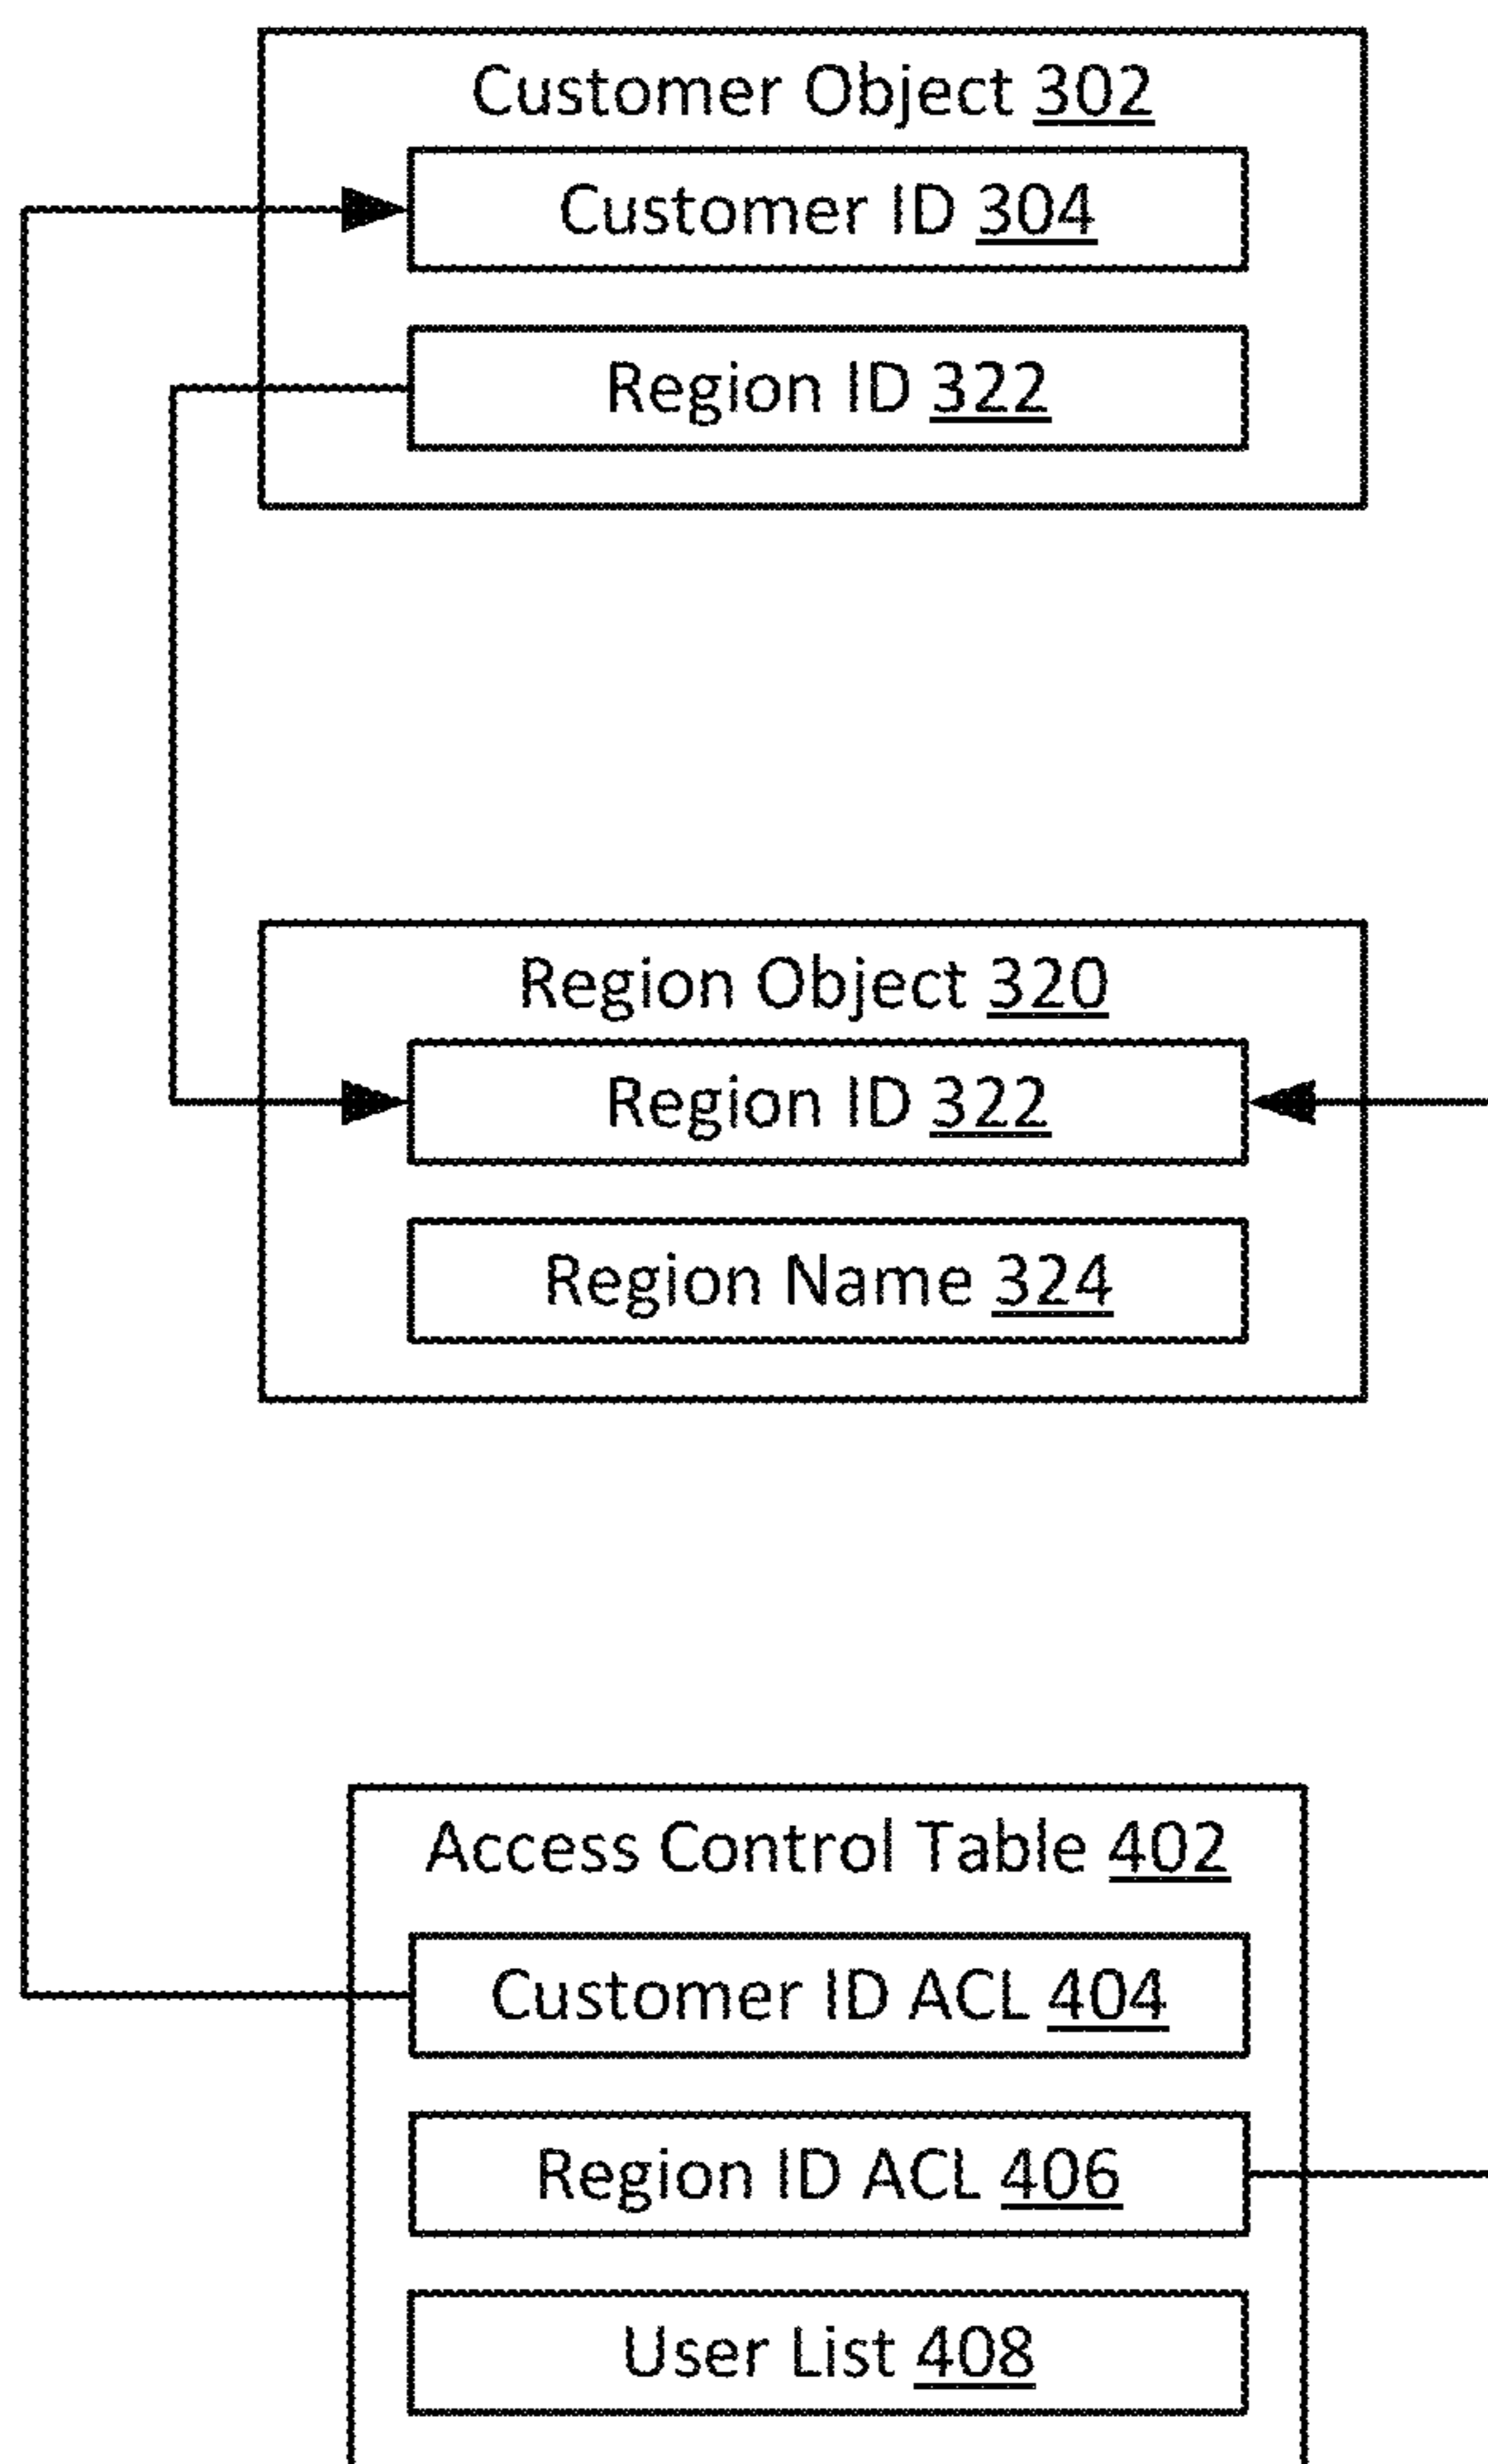 Customer Object 302
Customer ID 304
Region ID 322
Region Object 320
Region ID 322
Region Name 324
Access Control Table 402
Customer ID ACL 404
Region ID ACL 406
User List 408